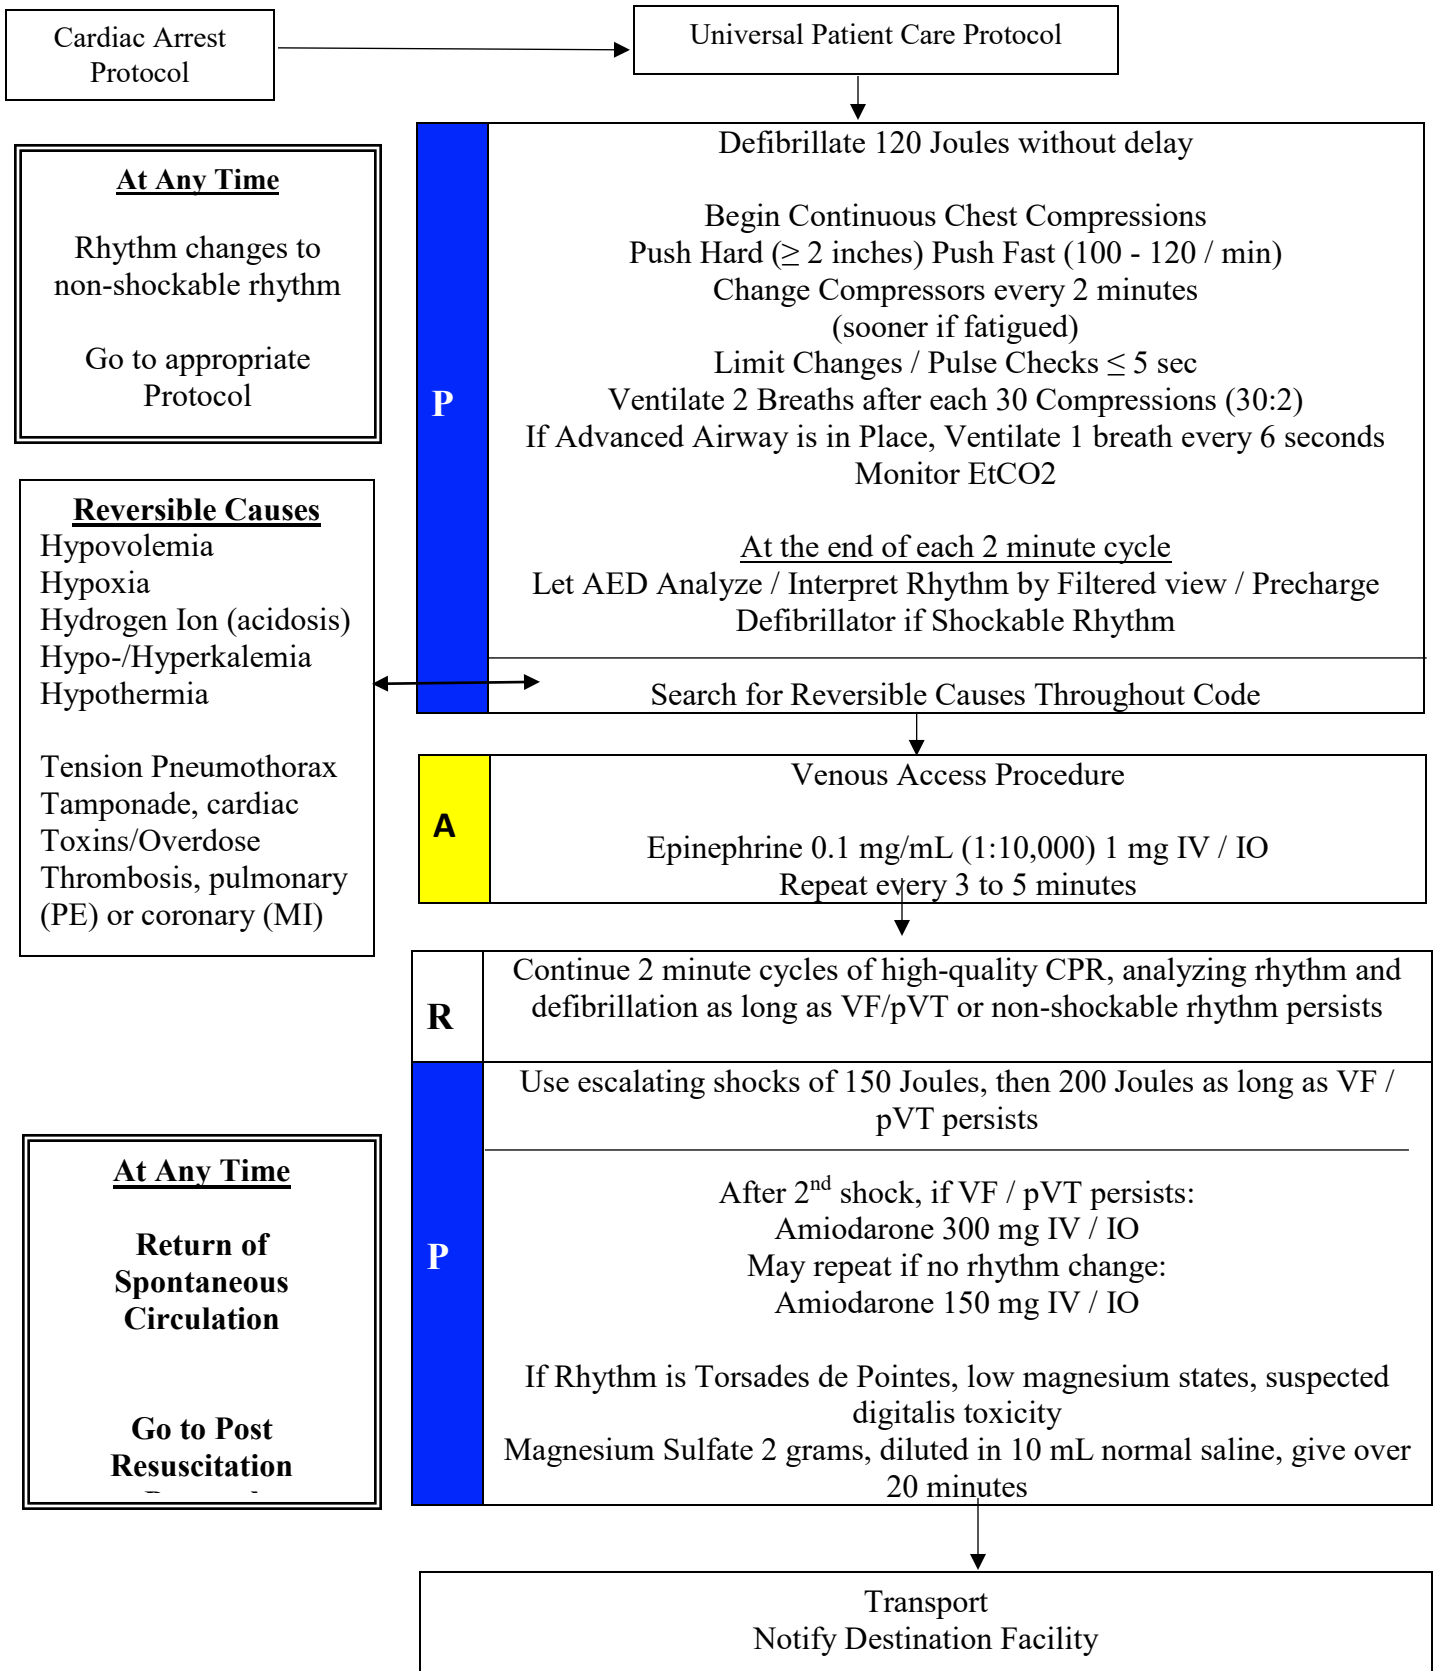 Cardiac Arrest
Protocol
Universal Patient Care Protocol
At Any Time
Rhythm changes to
non-shockable rhythm
Go to appropriate
Protocol
P
Defibrillate 120 Joules without delay
Begin Continuous Chest Compressions
Push Hard (≥ 2 inches) Push Fast (100 - 120 / min)
Change Compressors every 2 minutes
(sooner if fatigued)
Limit Changes / Pulse Checks ≤ 5 sec
Ventilate 2 Breaths after each 30 Compressions (30:2)
If Advanced Airway is in Place, Ventilate 1 breath every 6 seconds
Monitor EtCO2
At the end of each 2 minute cycle
Let AED Analyze / Interpret Rhythm by Filtered view / Precharge
Defibrillator if Shockable Rhythm
Search for Reversible Causes Throughout Code
Reversible Causes
Hypovolemia
Hypoxia
Hydrogen Ion (acidosis)
Hypo-/Hyperkalemia
Hypothermia
Tension Pneumothorax
Tamponade, cardiac
Toxins/Overdose
Thrombosis, pulmonary
(PE) or coronary (MI)
A
Venous Access Procedure
Epinephrine 0.1 mg/mL (1:10,000) 1 mg IV / IO
Repeat every 3 to 5 minutes
R
Continue 2 minute cycles of high-quality CPR, analyzing rhythm and
defibrillation as long as VF/pVT or non-shockable rhythm persists
P
Use escalating shocks of 150 Joules, then 200 Joules as long as VF /
pVT persists
After 2nd shock, if VF / pVT persists:
Amiodarone 300 mg IV / IO
May repeat if no rhythm change:
Amiodarone 150 mg IV / IO
If Rhythm is Torsades de Pointes, low magnesium states, suspected
digitalis toxicity
Magnesium Sulfate 2 grams, diluted in 10 mL normal saline, give over
20 minutes
At Any Time
Return of
Spontaneous
Circulation
Go to Post
Resuscitation
Transport
Notify Destination Facility